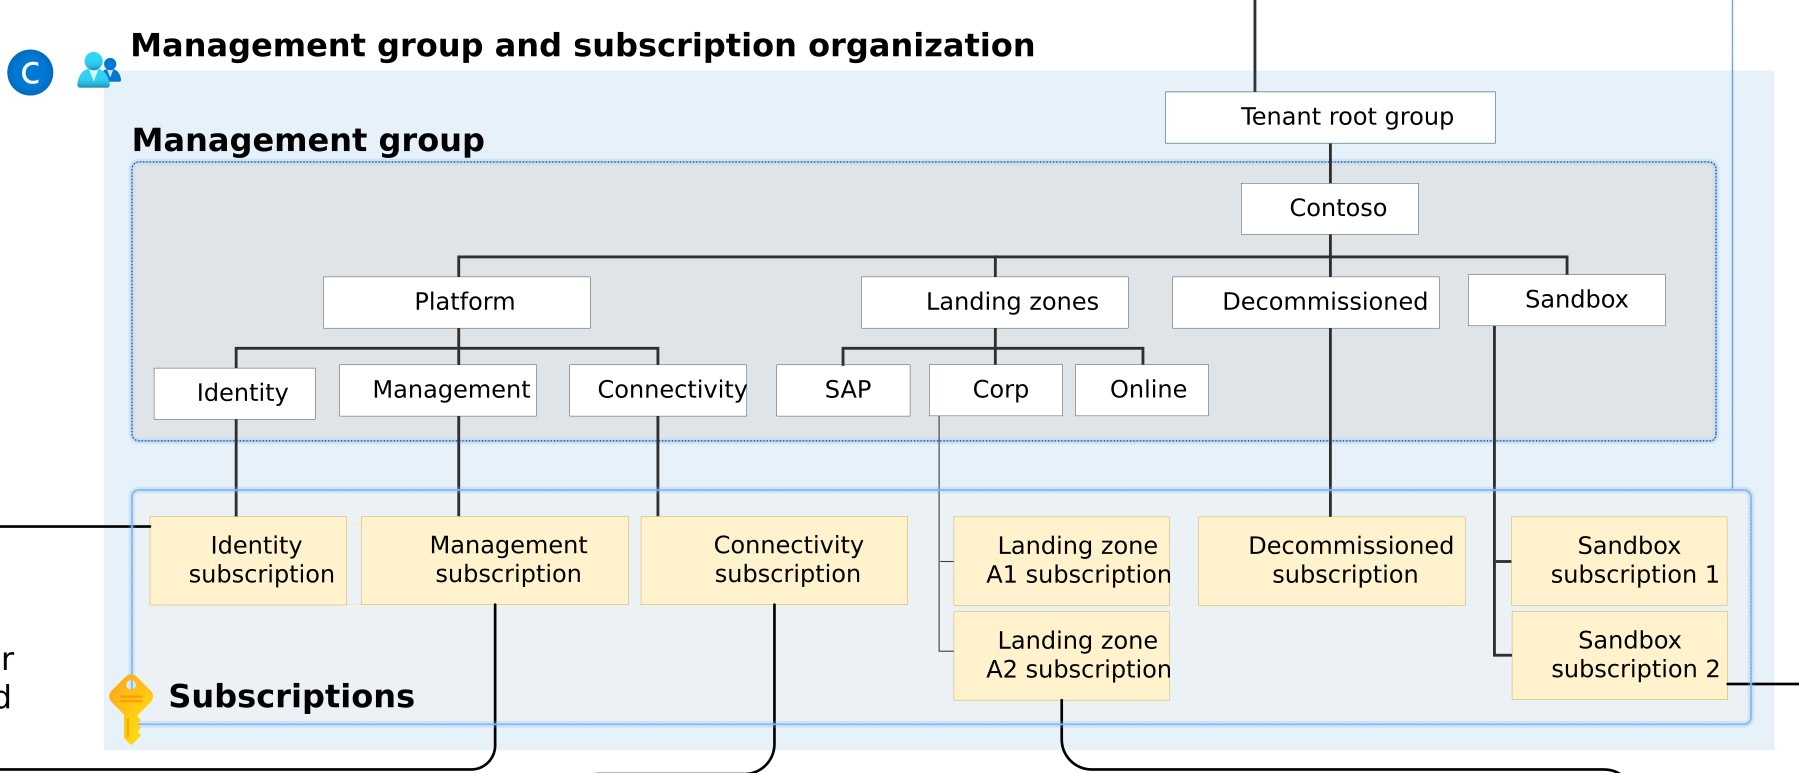 Management group and subscription organization
C
Tenant root group
Management group
Contoso
Platform
Landing zones
Decommissioned
Sandbox
Identity
Management
Connectivity
SAP
Corp
Online
Identity
subscription
Management
subscription
Connectivity
subscription
Landing zone
A1 subscription
Decommissioned
subscription
Sandbox
subscription 1
Landing zone
A2 subscription
Sandbox
subscription 2
r
d
Subscriptions